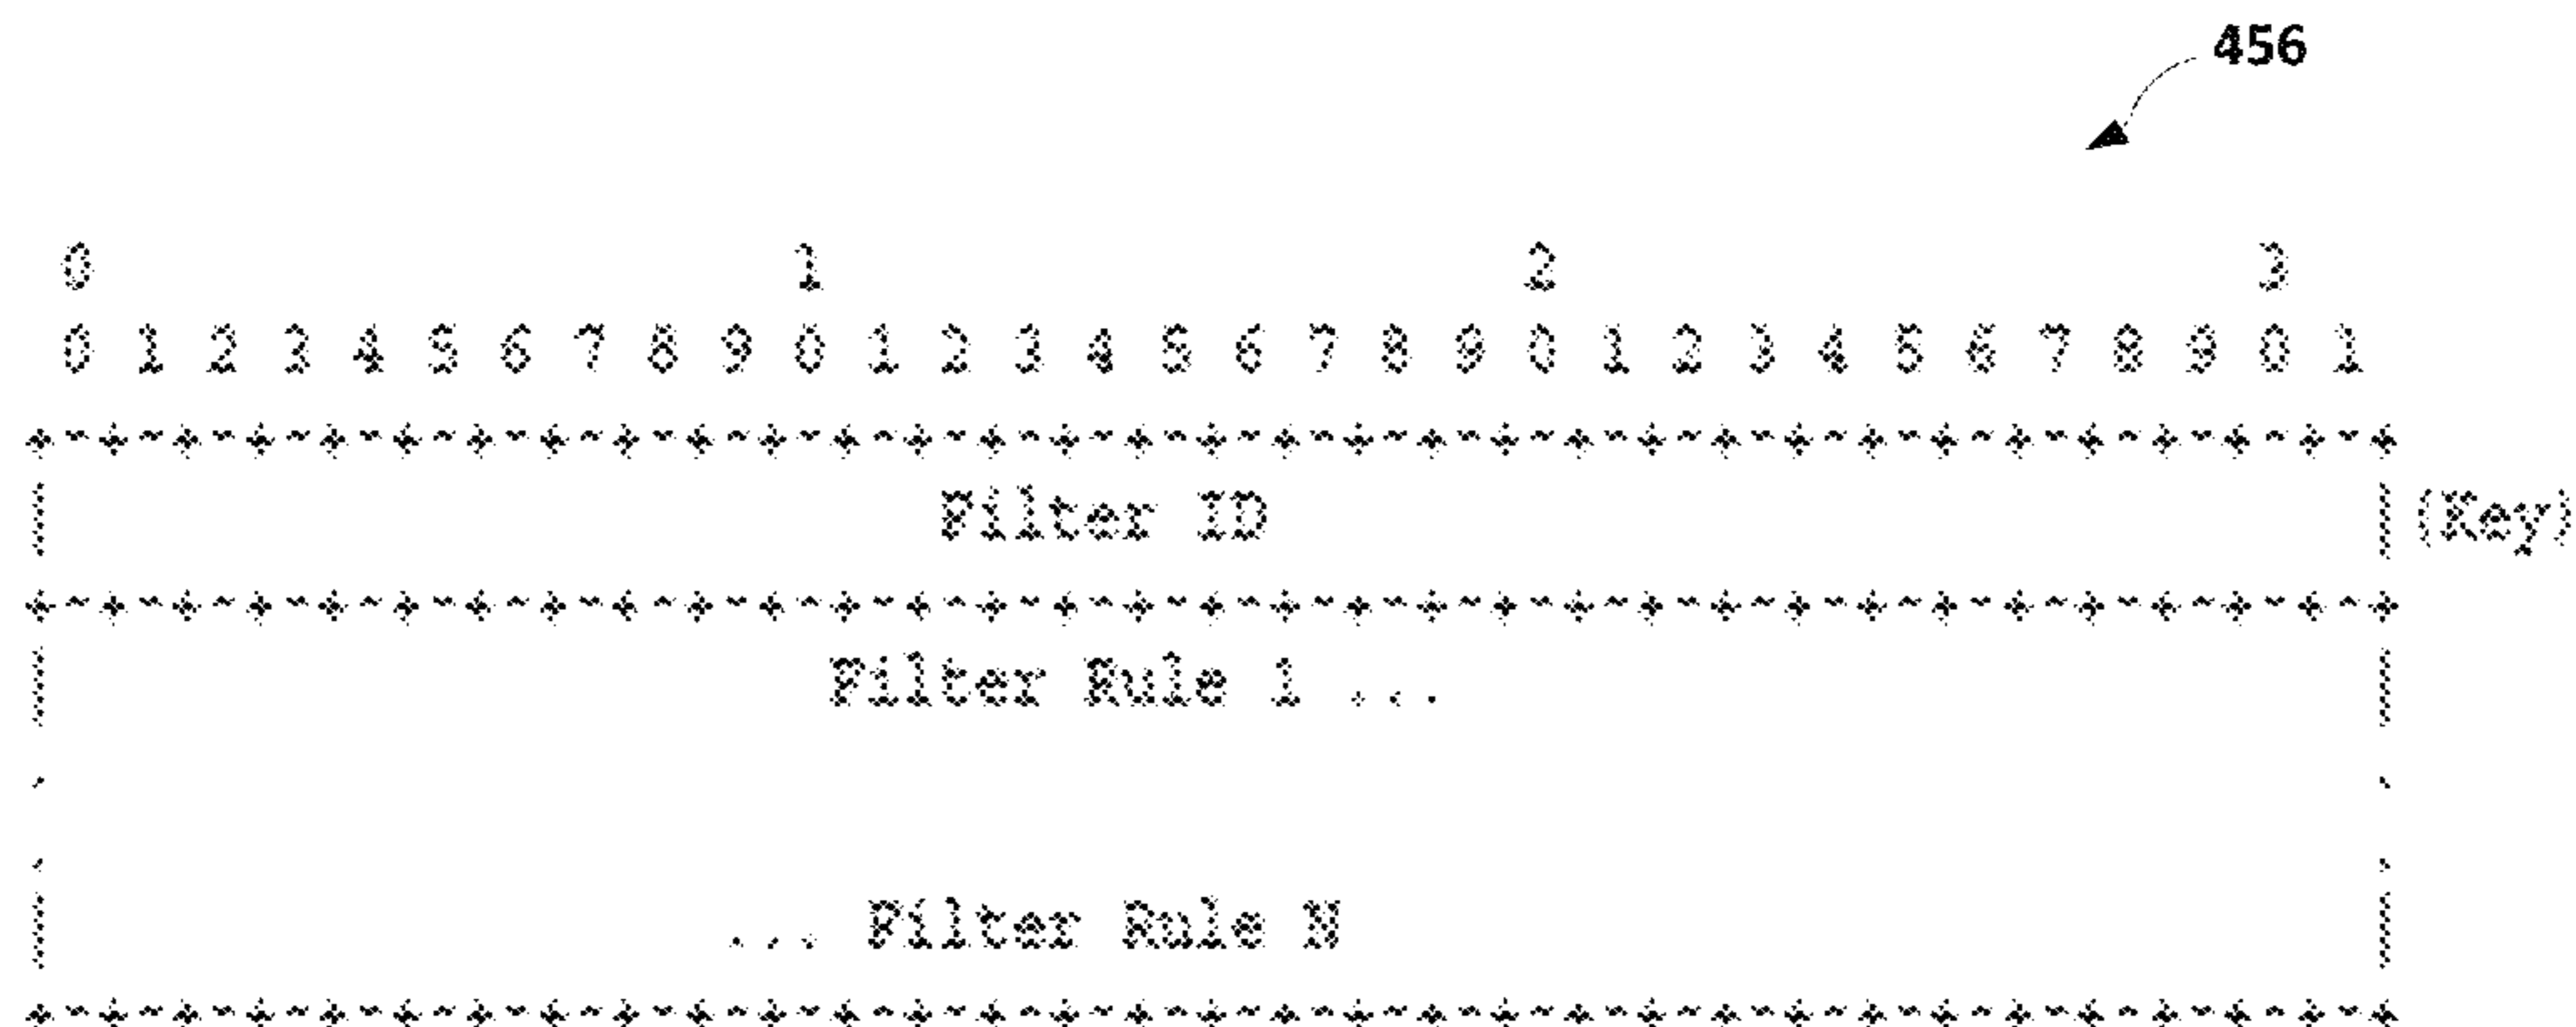 456
0 1 2 3
0 1 2 3 4 5 6 7 8 9 0 1 2 3 4 5 6 7 8 9 0 1 2 3 4 5 6 7 8 9 0 1
+-+-+-+-+-+-+-+-+-+-+-+-+-+-+-+-+-+-+-+-+-+-+-+-+-+-+-+-+-+-+-+-+
| Filter ID | (Key)
+-+-+-+-+-+-+-+-+-+-+-+-+-+-+-+-+-+-+-+-+-+-+-+-+-+-+-+-+-+-+-+-+
| Filter Rule 1 ... |
. .
. .
| ... Filter Rule N |
+-+-+-+-+-+-+-+-+-+-+-+-+-+-+-+-+-+-+-+-+-+-+-+-+-+-+-+-+-+-+-+-+